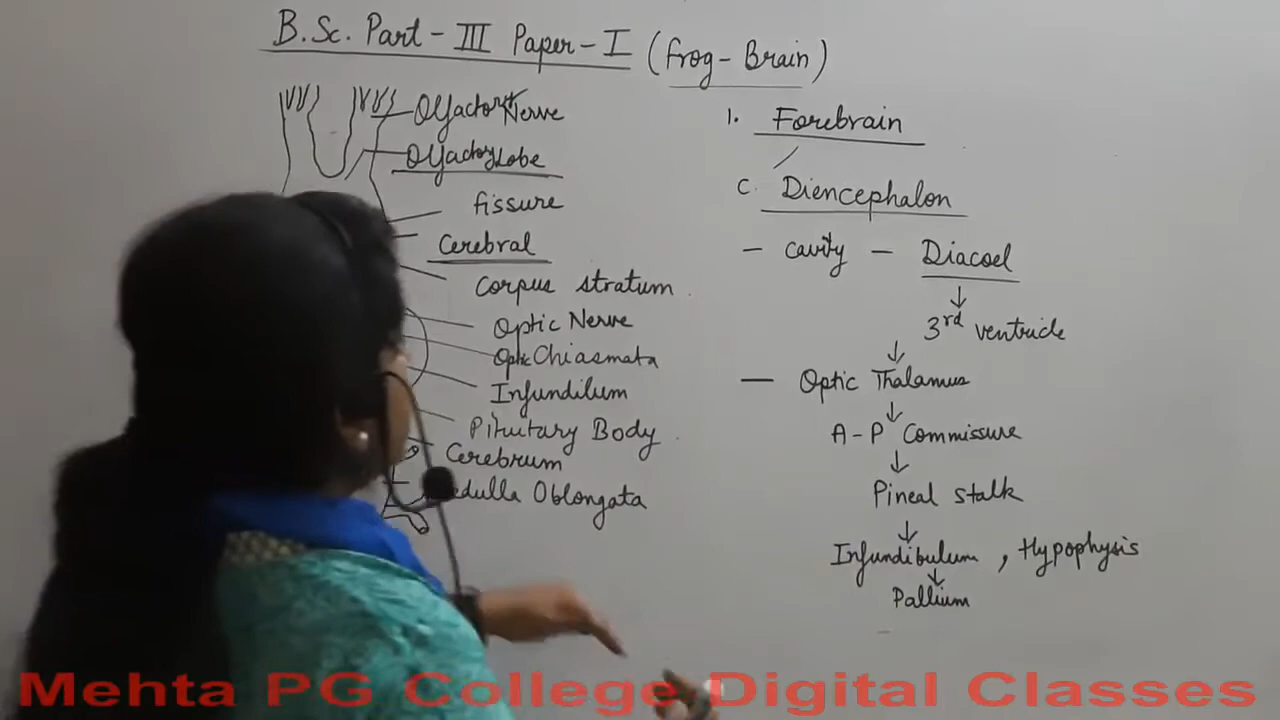 B.Sc. Part - III Paper - I (Frog - Brain)
Olfactory Nerve
Olfactory Lobe
fissure
Cerebral
Corpus stratum
Optic Nerve
Optic Chiasmata
Infundilum
Pituitary Body
Cerebrum
edulla Oblongata
1. Forebrain
C. Diencephalon
- cavity - Diacoel
↓
3rd ventricle
↓
- Optic Thalamus
↓
A-P Commissure
↓
Pineal stalk
↓
Infundibulum, Hypophysis
↓
Pallium
Mehta PG College Digital Classes